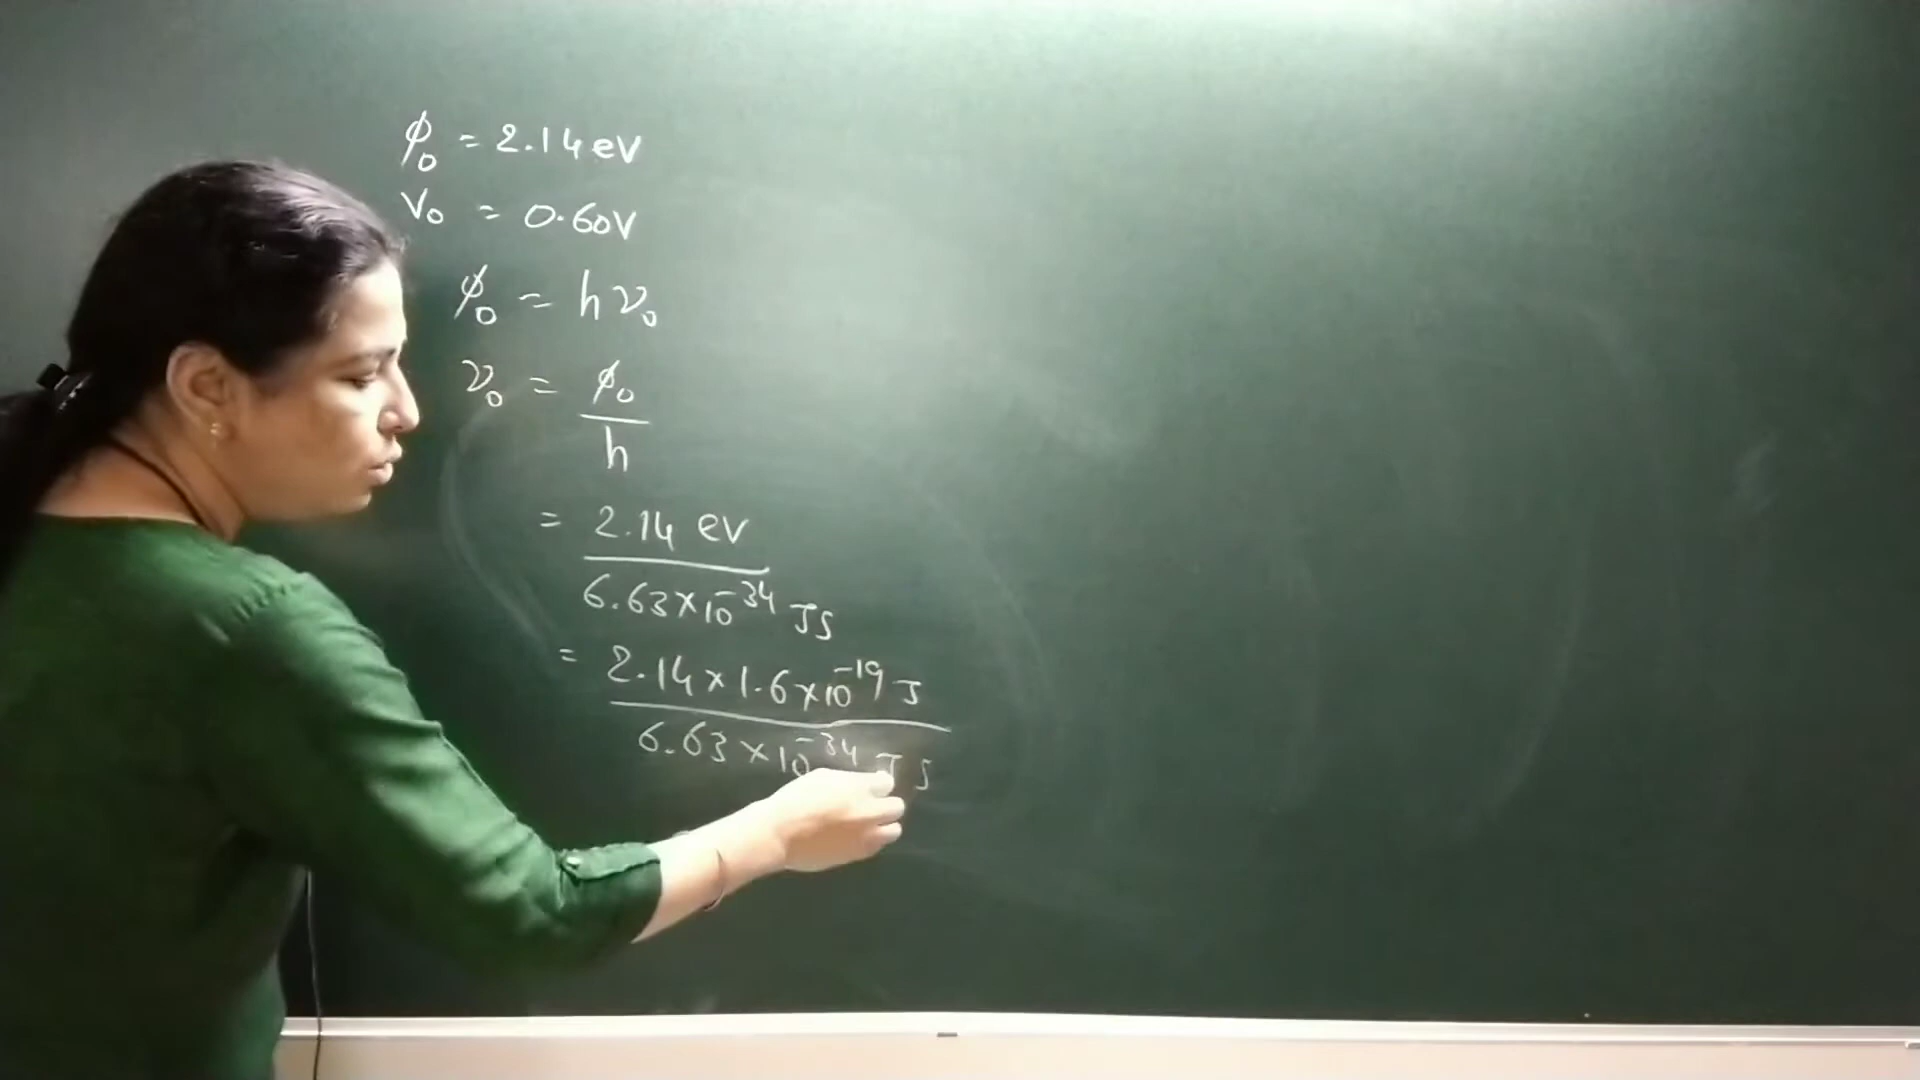 ϕ₀ = 2.14 eV
V₀ = 0.60V
ϕ₀ = hν₀
ν₀ = ϕ₀
h
= 2.14 eV
6.63×10⁻³⁴ JS
= 2.14×1.6×10⁻¹⁹ J
6.63×10⁻³⁴ J S